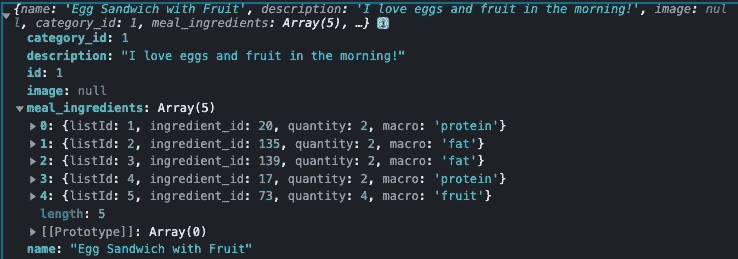 {name: 'Egg Sandwich with Fruit', description: 'I love eggs and fruit in the morning!', image: nul
l, category_id: 1, meal_ingredients: Array(5), …} i
category_id: 1
description: "I love eggs and fruit in the morning!"
id: 1
image: null
meal_ingredients: Array(5)
0: {listId: 1, ingredient_id: 20, quantity: 2, macro: 'protein'}
1: {listId: 2, ingredient_id: 135, quantity: 2, macro: 'fat'}
2: {listId: 3, ingredient_id: 139, quantity: 2, macro: 'fat'}
3: {listId: 4, ingredient_id: 17, quantity: 2, macro: 'protein'}
4: {listId: 5, ingredient_id: 73, quantity: 4, macro: 'fruit'}
length: 5
[[Prototype]]: Array(0)
name: "Egg Sandwich with Fruit"